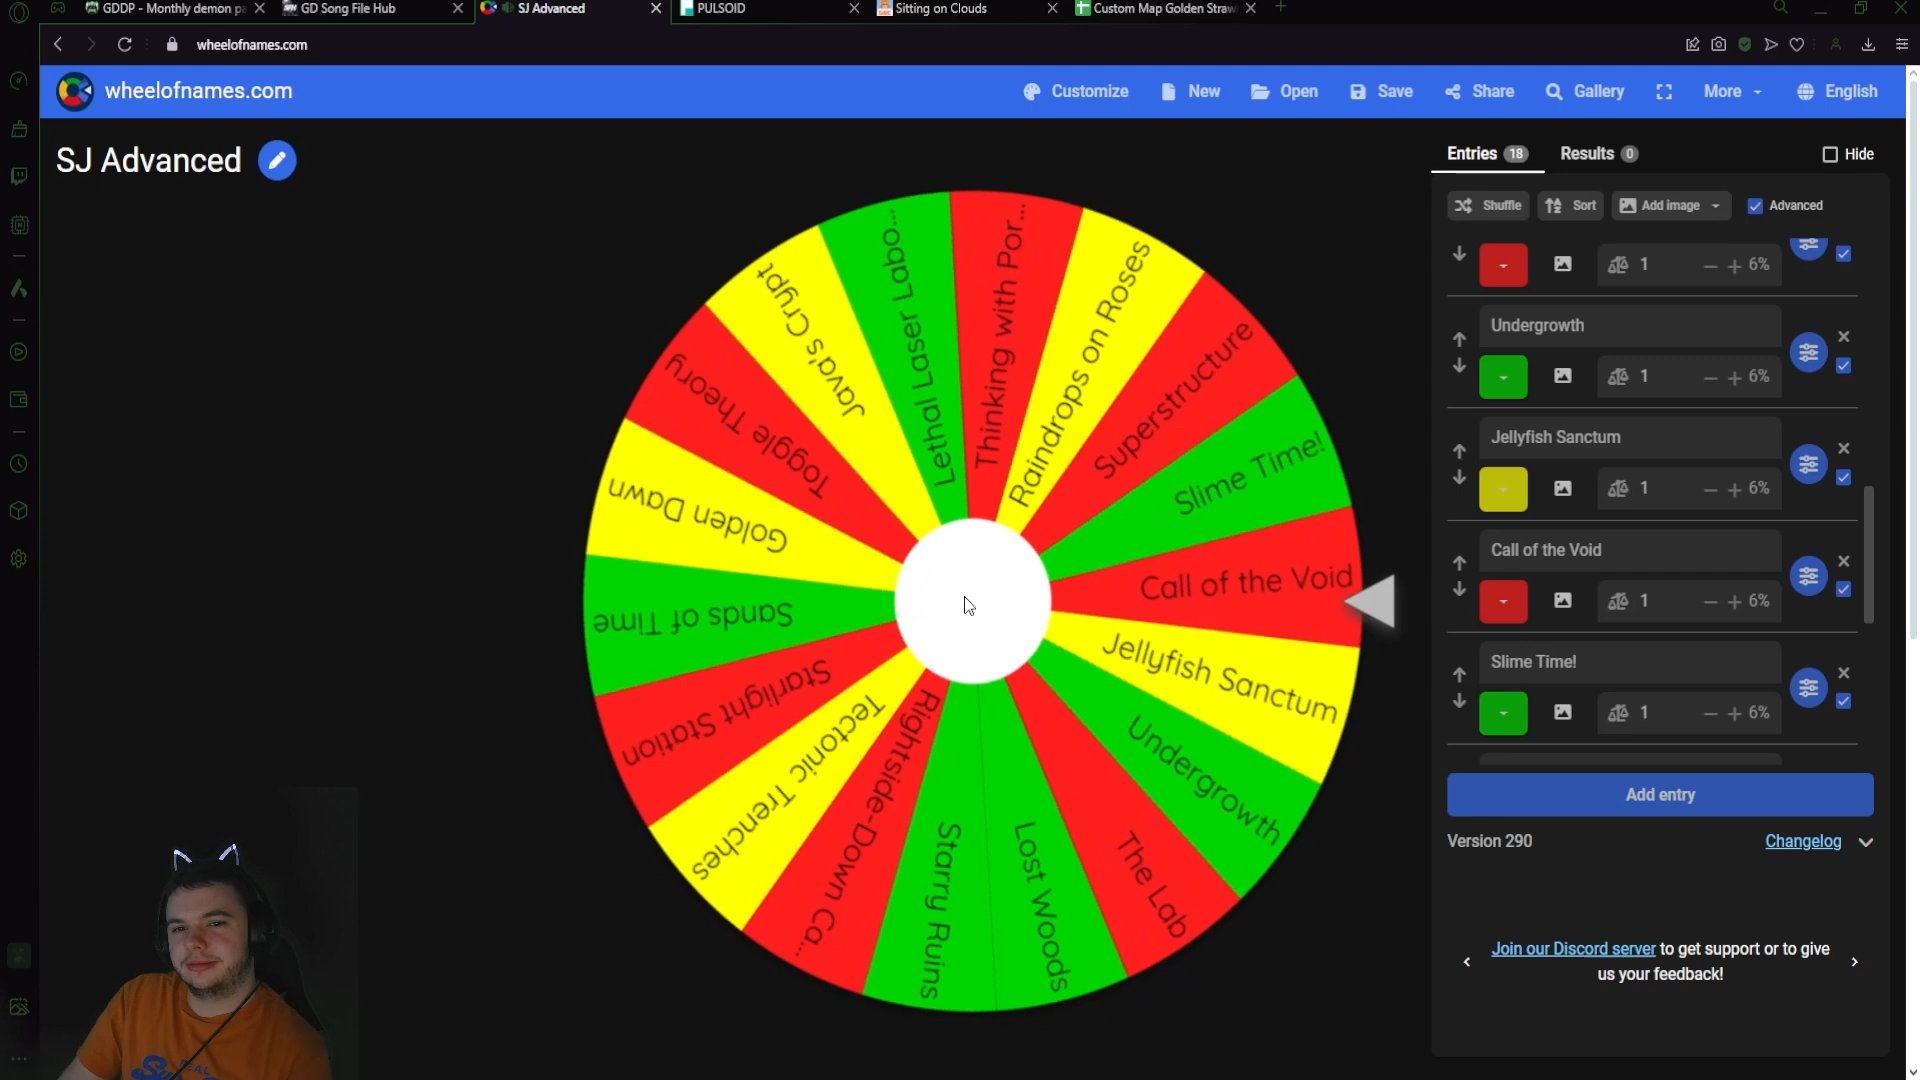 GDDP - Monthly demon pa
GD Song File Hub
SJ Advanced
PULSOID
Sitting on Clouds
Custom Map Golden Straw
wheelofnames.com
wheelofnames.com
Customize
New
Open
Save
Share
Gallery
More
English
SJ Advanced
Entries 18
Results 0
Hide
Shuffle
Sort
Add image
Advanced
1
6%
Undergrowth
1
6%
Jellyfish Sanctum
1
6%
Call of the Void
1
6%
Slime Time!
1
6%
Add entry
Version 290
Changelog
Join our Discord server to get support or to give
us your feedback!
Thinking with Por...
Raindrops on Roses
Superstructure
Slime Time!
Call of the Void
Jellyfish Sanctum
Undergrowth
The Lab
Lost Woods
Starry Ruins
Rightside-Down Ca...
Tectonic Trenches
Starlight Station
Sands of Time
Golden Dawn
Toggle Theory
Java's Crypt
Lethal Laser Labo...